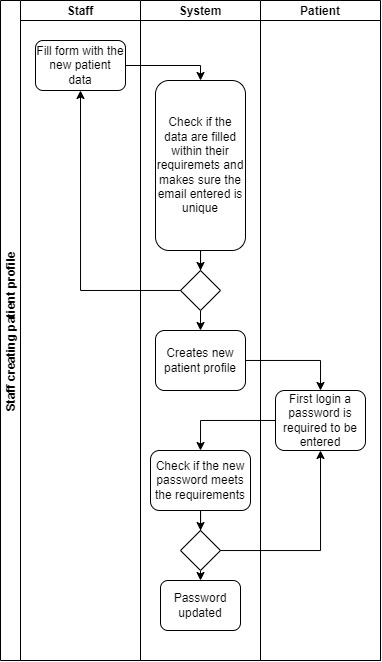 Staff
System
Patient
Staff creating patient profile
Fill form with the
new patient
data
Check if the
data are filled
within their
requiremets and
makes sure the
email entered is
unique
Creates new
patient profile
First login a
password is
required to be
entered
Check if the new
password meets
the requirements
Password
updated